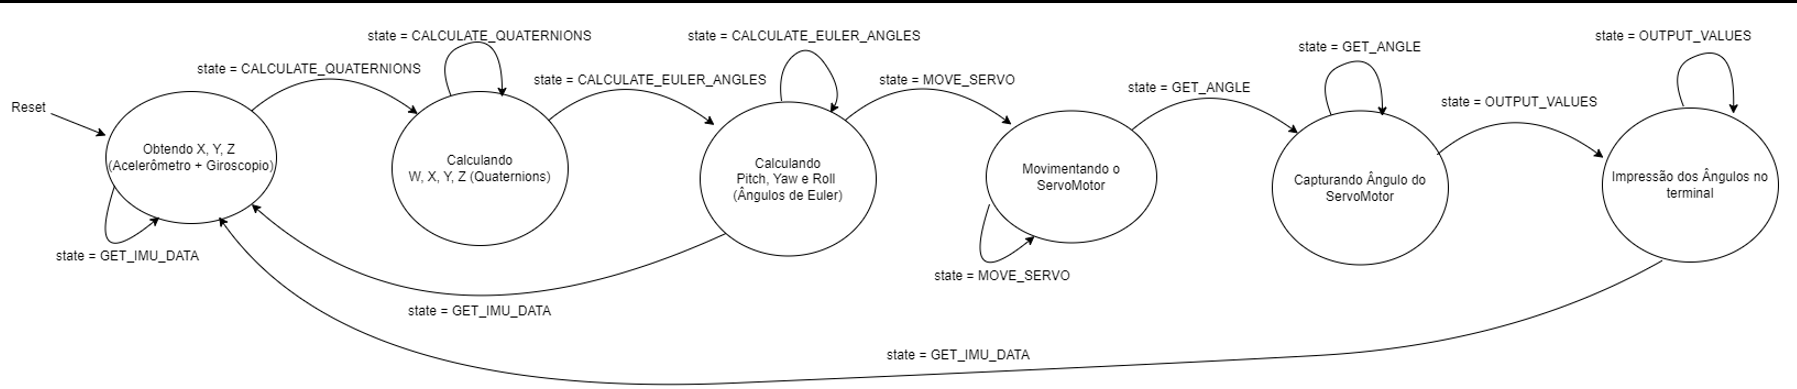 state = CALCULATE_QUATERNIONS
state = CALCULATE_EULER_ANGLES
state = OUTPUT_VALUES
state = GET_ANGLE
state = CALCULATE_QUATERNIONS
state = CALCULATE_EULER_ANGLES
state = MOVE_SERVO
state = GET_ANGLE
state = OUTPUT_VALUES
Reset
Obtendo X, Y, Z
(Acelerômetro + Giroscopio)
Calculando
W, X, Y, Z (Quaternions)
Calculando
Pitch, Yaw e Roll
(Ângulos de Euler)
Movimentando o
ServoMotor
Capturando Ângulo do
ServoMotor
Impressão dos Ângulos no
terminal
state = GET_IMU_DATA
state = MOVE_SERVO
state = GET_IMU_DATA
state = GET_IMU_DATA